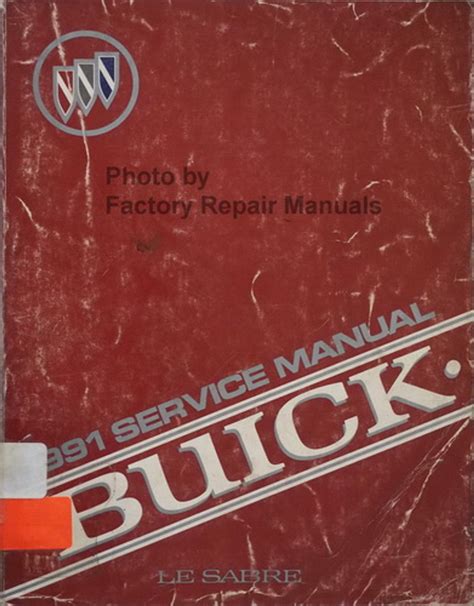 Photo by
Factory Repair Manuals
991 SERVICE MANUAL
BUICK
LE SABRE